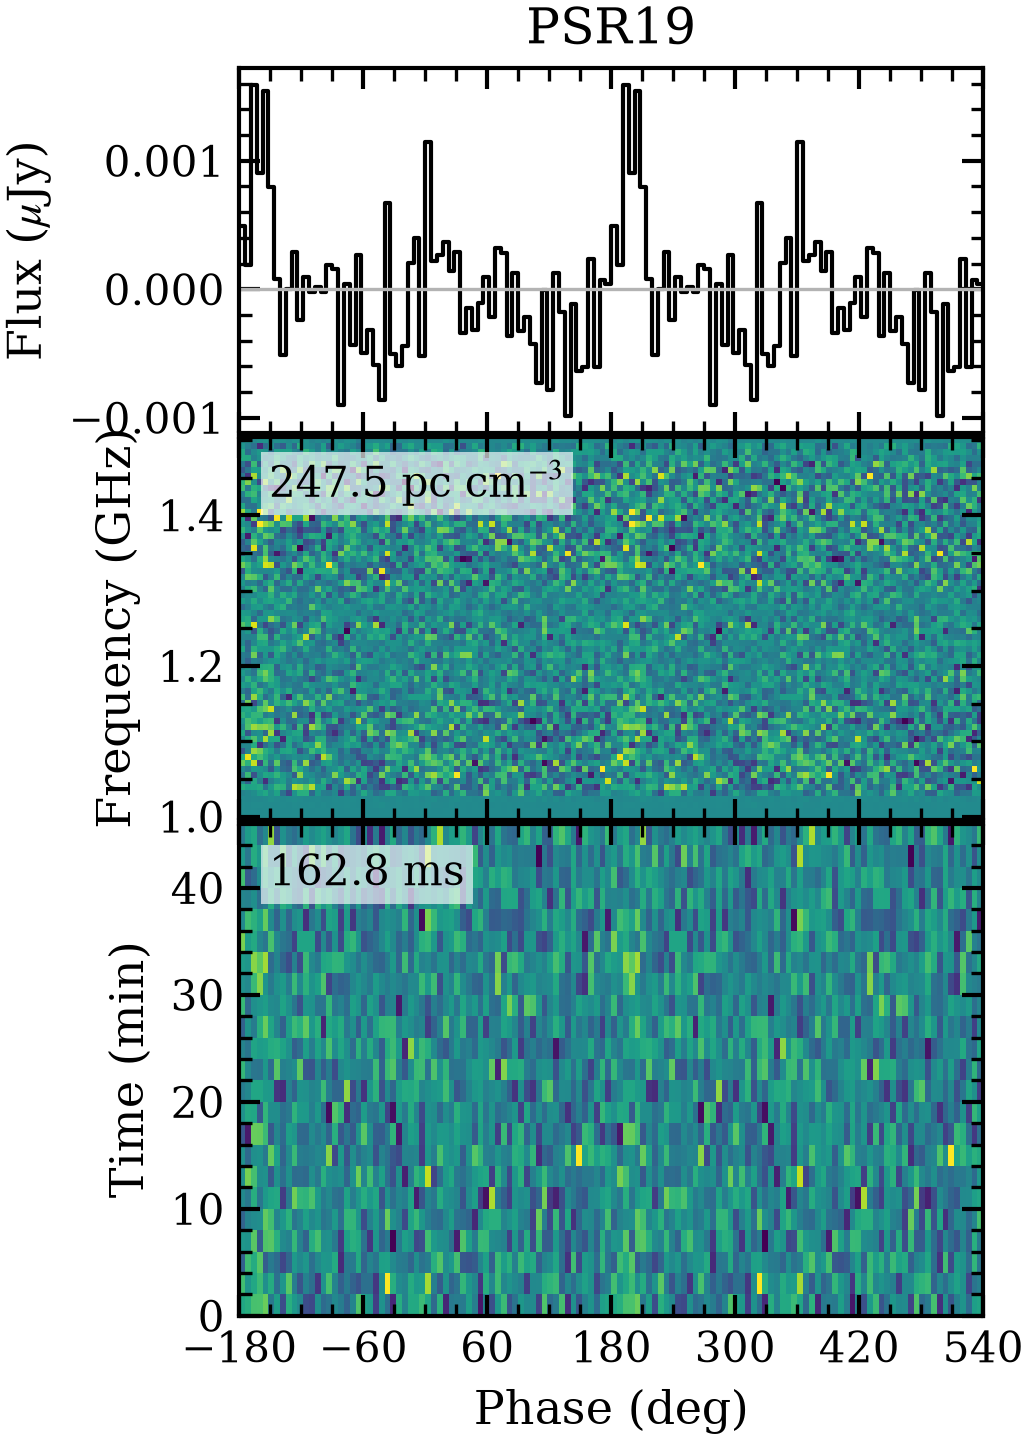 PSR19
Flux (μJy)
0.001
0.000
−0.001
Frequency (GHz)
247.5 pc cm⁻³
1.4
1.2
1.0
Time (min)
162.8 ms
40
30
20
10
0
−180 −60 60 180 300 420 540
Phase (deg)